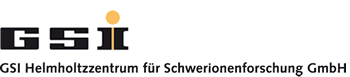 GSI
GSI Helmholtzzentrum für Schwerionenforschung GmbH